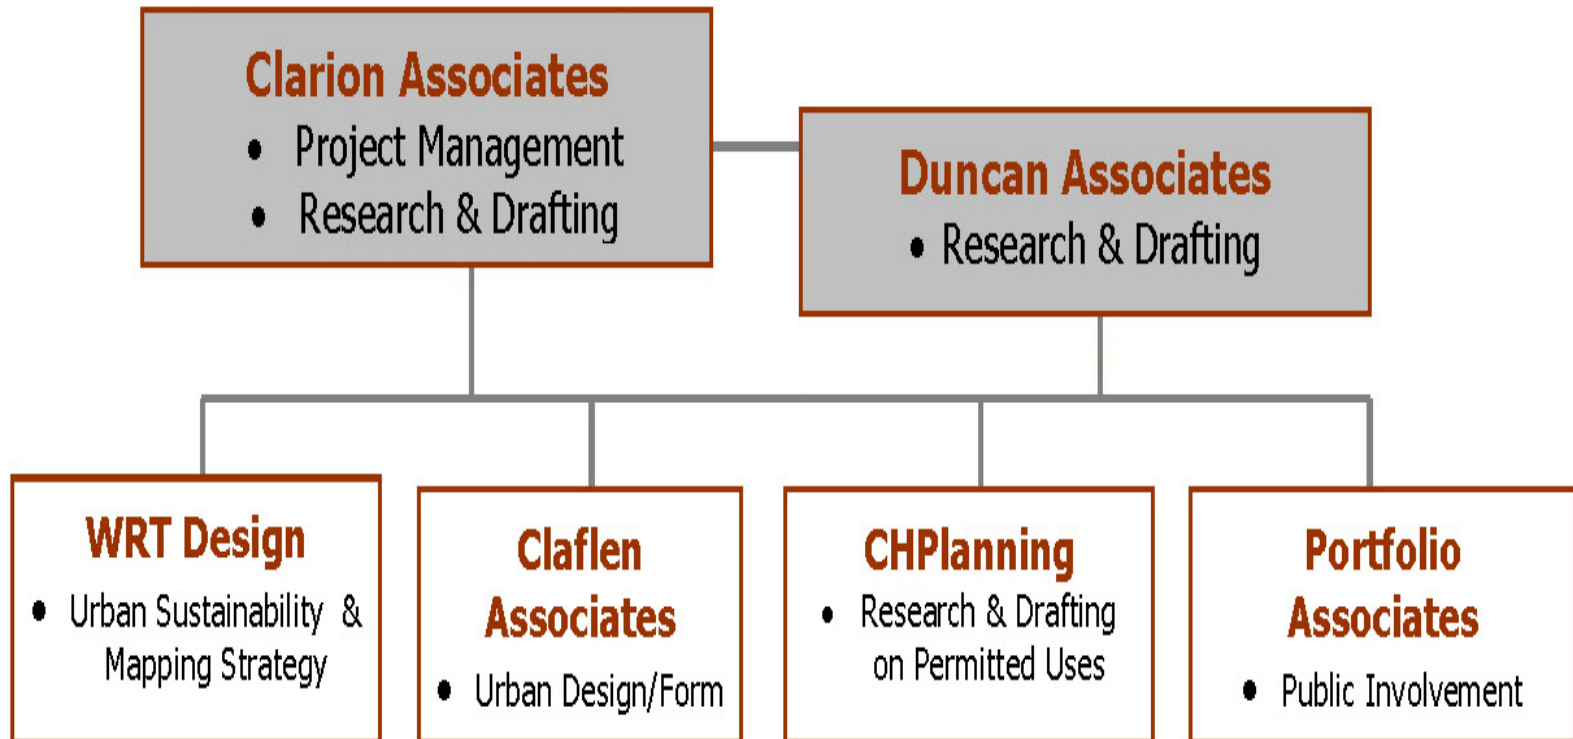 Clarion Associates
• Project Management
• Research & Drafting
Duncan Associates
• Research & Drafting
WRT Design
• Urban Sustainability &
Mapping Strategy
Claflen
Associates
• Urban Design/Form
CHPlanning
• Research & Drafting
on Permitted Uses
Portfolio
Associates
• Public Involvement